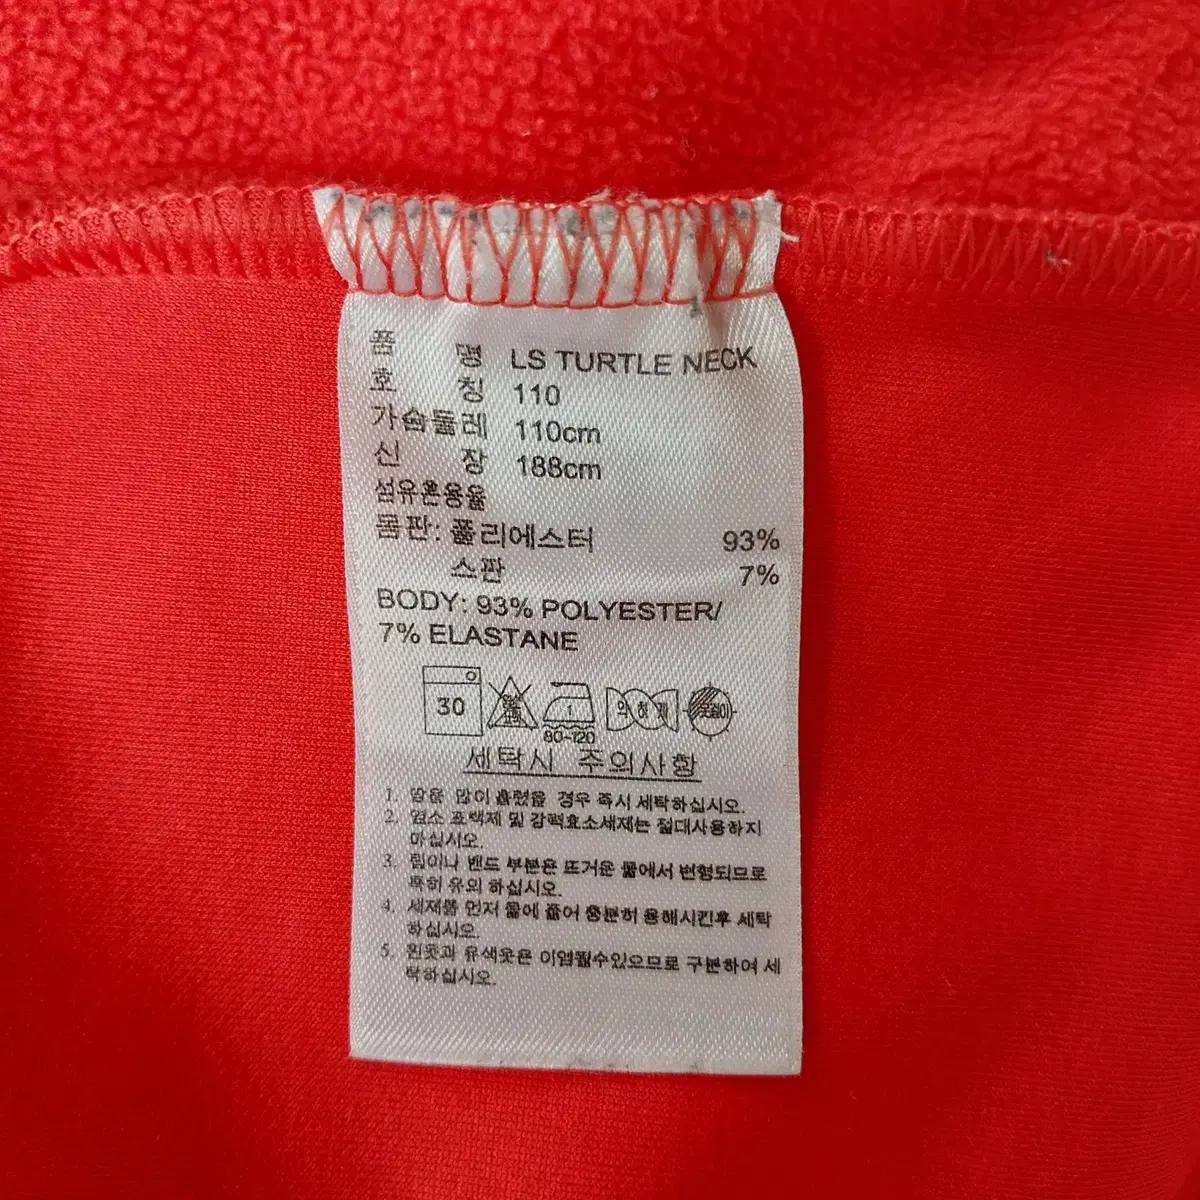 품 명 LS TURTLE NECK
호 칭 110
가슴둘레 110cm
신 장 188cm
섬유혼용율
몸판: 폴리에스터 93%
스판 7%
BODY: 93% POLYESTER/
7% ELASTANE
30
1
80-120
약 하 게
세탁시 주의사항
1. 땀을 많이 흘렸을 경우 즉시 세탁하십시오.
2. 염소 표백제 및 강력효소세제는 절대사용하지
마십시오.
3. 립이나 밴드 부분은 뜨거운 물에서 변형되므로
특히 유의 하십시오.
4. 세제를 먼저 물에 풀어 충분히 용해시킨후 세탁
하십시오.
5. 흰옷과 유색옷은 이염될수있으므로 구분하여 세
탁하십시오.